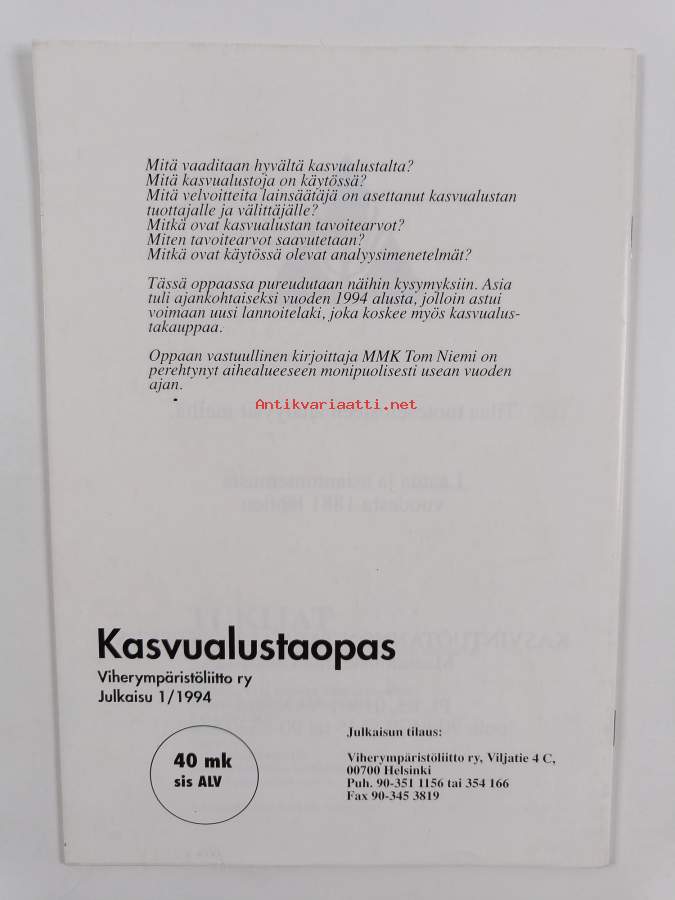 Mitä vaaditaan hyvältä kasvualustalta?
Mitä kasvualustoja on käytössä?
Mitä velvoitteita lainsäätäjä on asettanut kasvualustan
tuottajalle ja välittäjälle?
Mitkä ovat kasvualustan tavoitearvot?
Miten tavoitearvot saavutetaan?
Mitkä ovat käytössä olevat analyysimenetelmät?
Tässä oppaassa pureudutaan näihin kysymyksiin. Asia
tuli ajankohtaiseksi vuoden 1994 alusta, jolloin astui
voimaan uusi lannoitelaki, joka koskee myös kasvualus-
takauppaa.
Oppaan vastuullinen kirjoittaja MMK Tom Niemi on
perehtynyt aihealueeseen monipuolisesti usean vuoden
ajan.
Antikvariaatti.net
Kasvualustaopas
Viherympäristöliitto ry
Julkaisu 1/1994
40 mk
sis ALV
Julkaisun tilaus:
Viherympäristöliitto ry, Viljatie 4 C,
00700 Helsinki
Puh. 90-351 1156 tai 354 166
Fax 90-345 3819